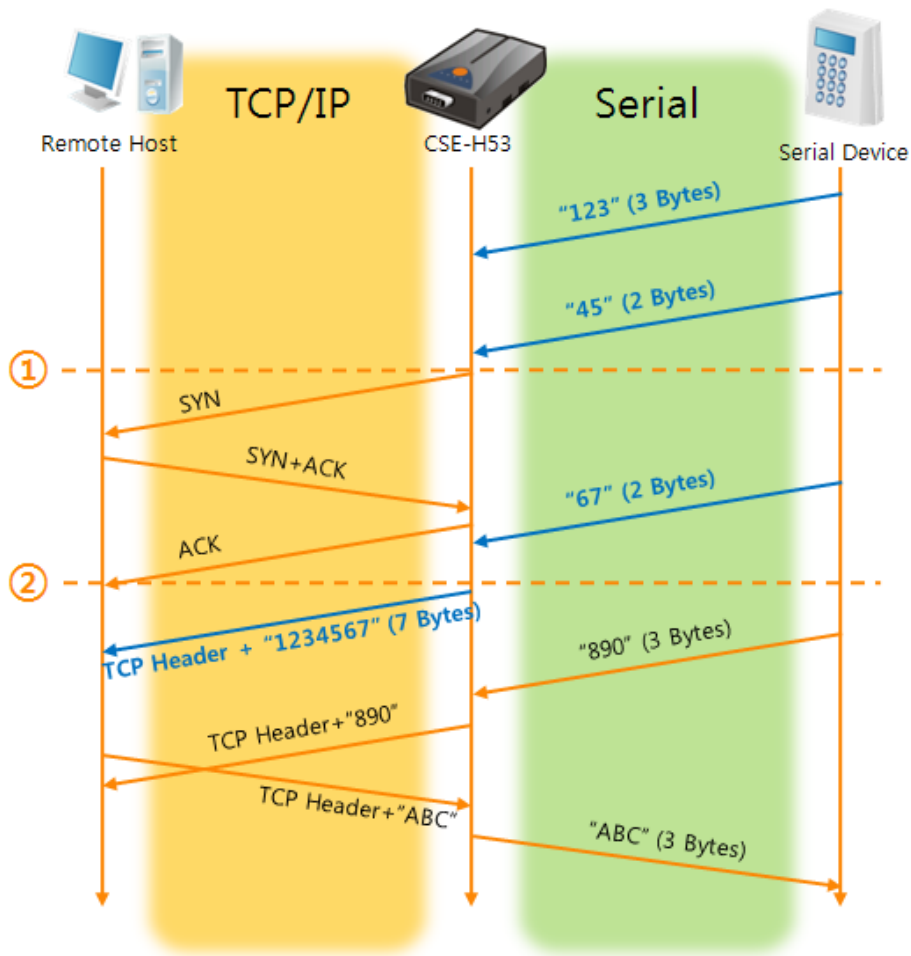 TCP/IP
Serial
Remote Host
CSE-H53
Serial Device
“123” (3 Bytes)
“45” (2 Bytes)
①
SYN
SYN+ACK
“67” (2 Bytes)
ACK
②
TCP Header + “1234567” (7 Bytes)
“890” (3 Bytes)
TCP Header+“890”
TCP Header+“ABC”
“ABC” (3 Bytes)